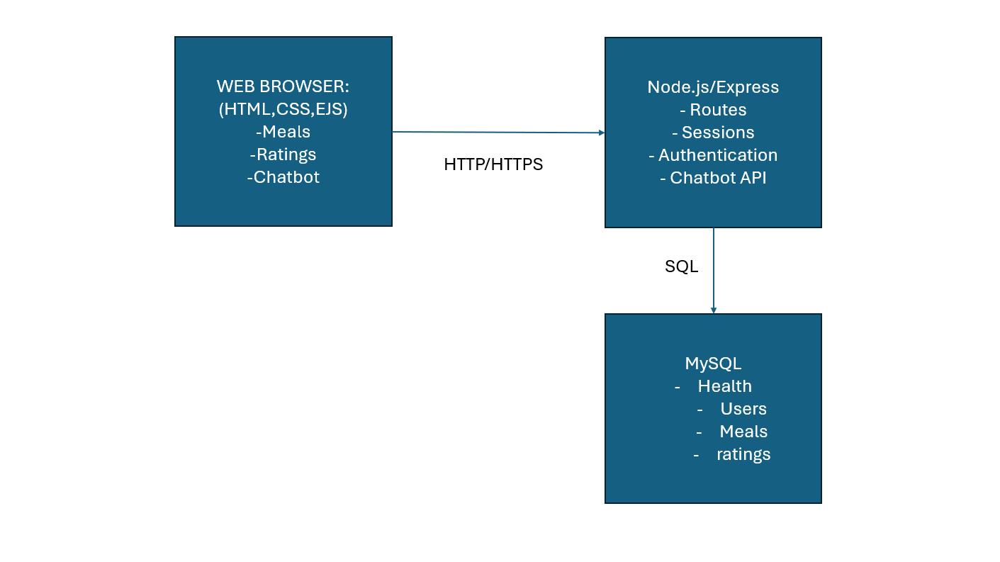 WEB BROWSER:
(HTML,CSS,EJS)
-Meals
-Ratings
-Chatbot
HTTP/HTTPS
Node.js/Express
- Routes
- Sessions
- Authentication
- Chatbot API
SQL
MySQL
- Health
- Users
- Meals
- ratings